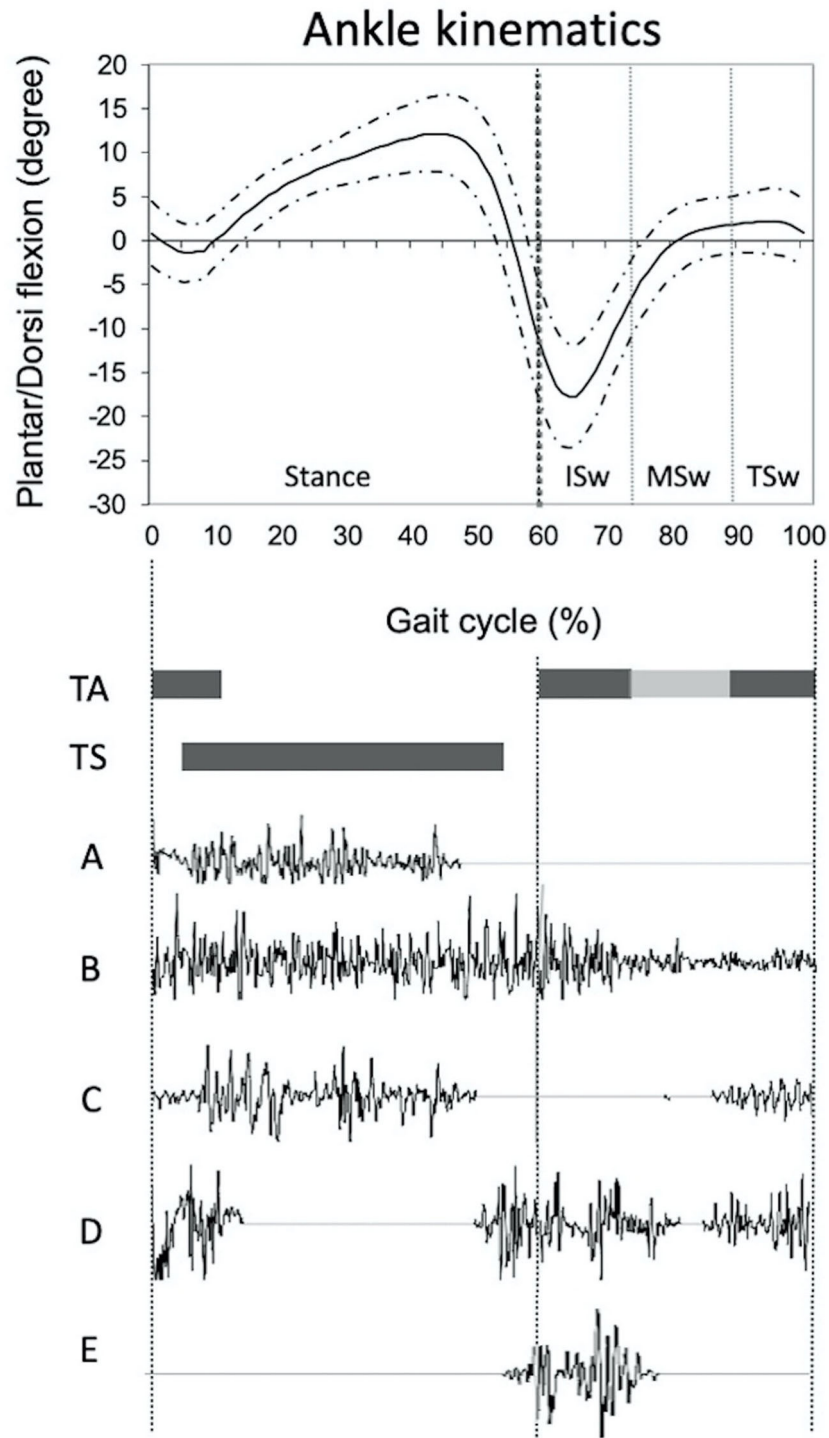 Ankle kinematics
Plantar/Dorsi flexion (degree)
20
15
10
5
0
-5
-10
-15
-20
-25
-30
Stance
ISw
MSw
TSw
0 10 20 30 40 50 60 70 80 90 100
Gait cycle (%)
TA
TS
A
B
C
D
E